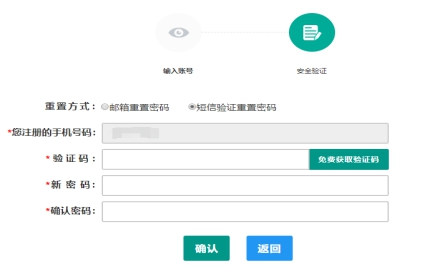 输入账号
安全验证
重置方式：邮箱重置密码 短信验证重置密码
*您注册的手机号码：
*验证码： 免费获取验证码
*新密码：
*确认密码：
确认 返回